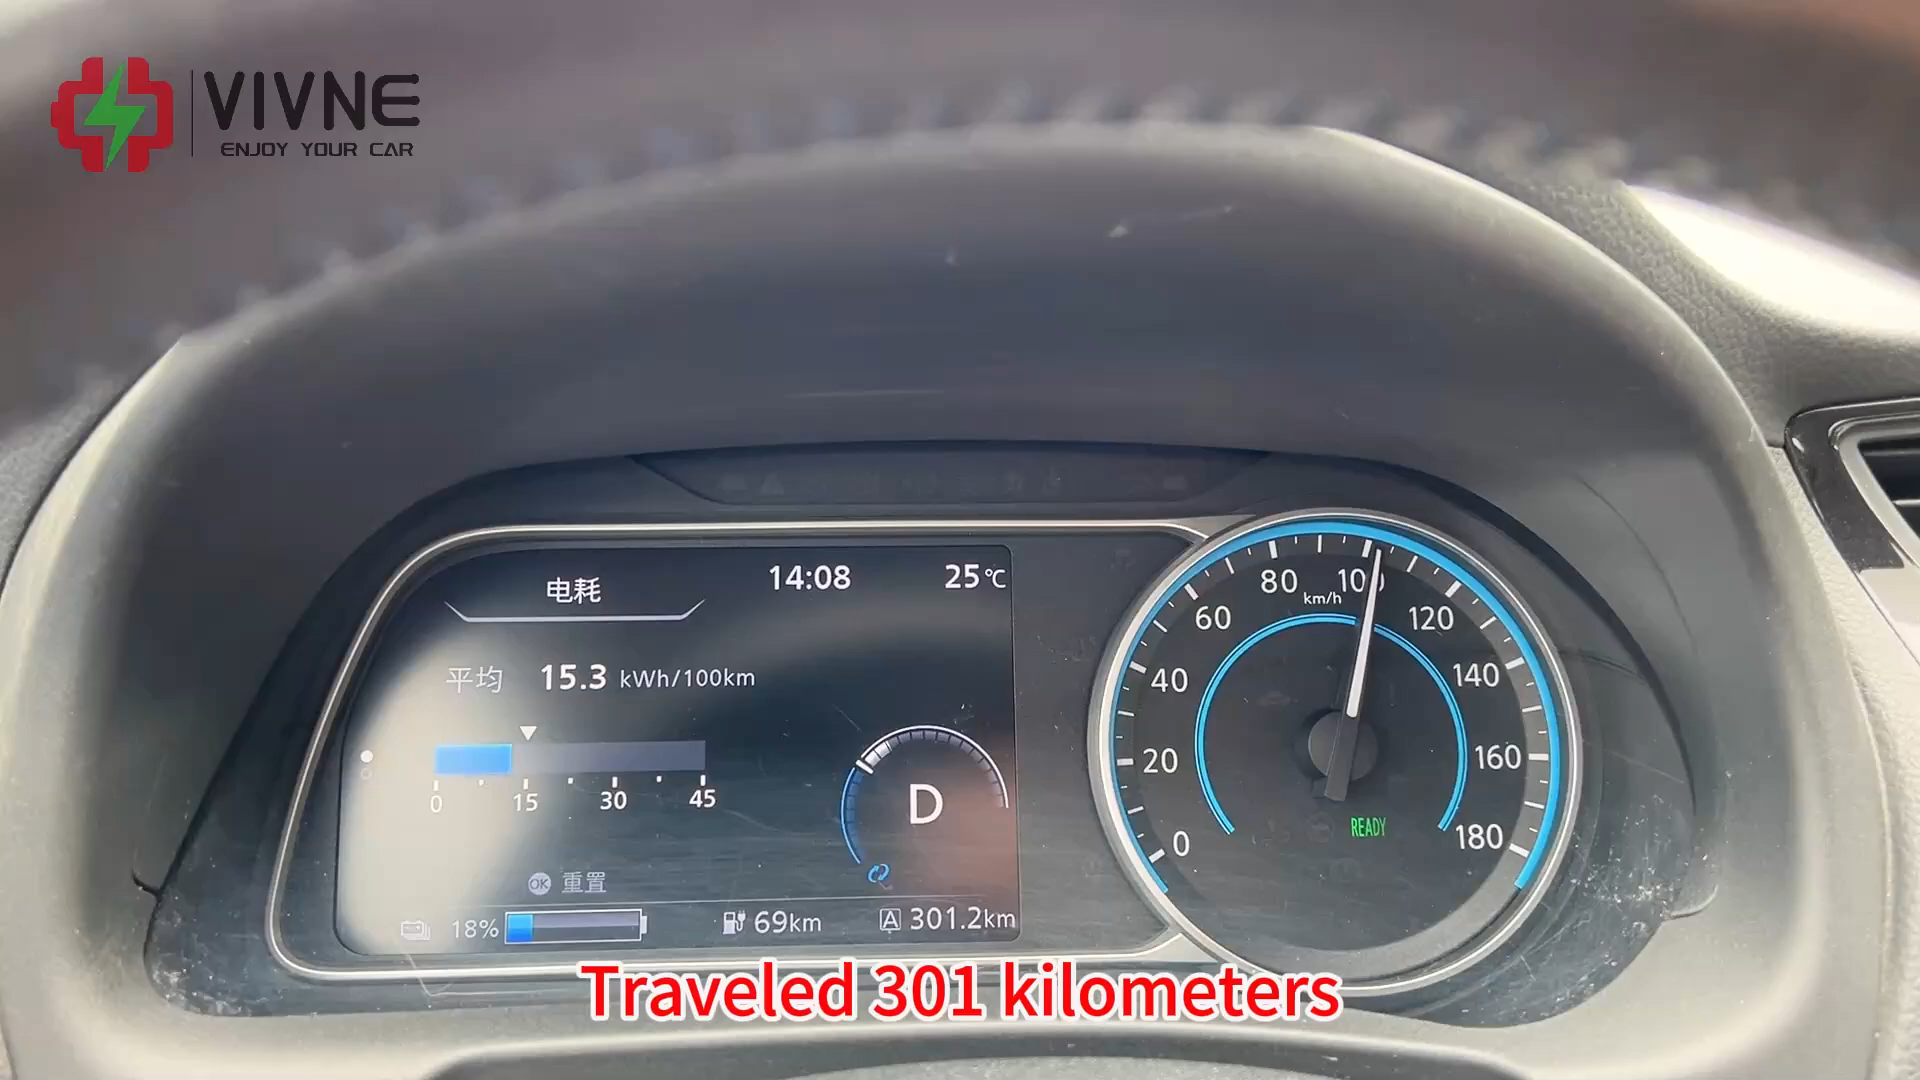 VIVNE
ENJOY YOUR CAR
电耗
14:08
25℃
平均 15.3 kWh/100km
0 15 30 45
D
OK 重置
18%
69km
A 301.2km
0 20 40 60 80 100 120 140 160 180
km/h
READY
Traveled 301 kilometers